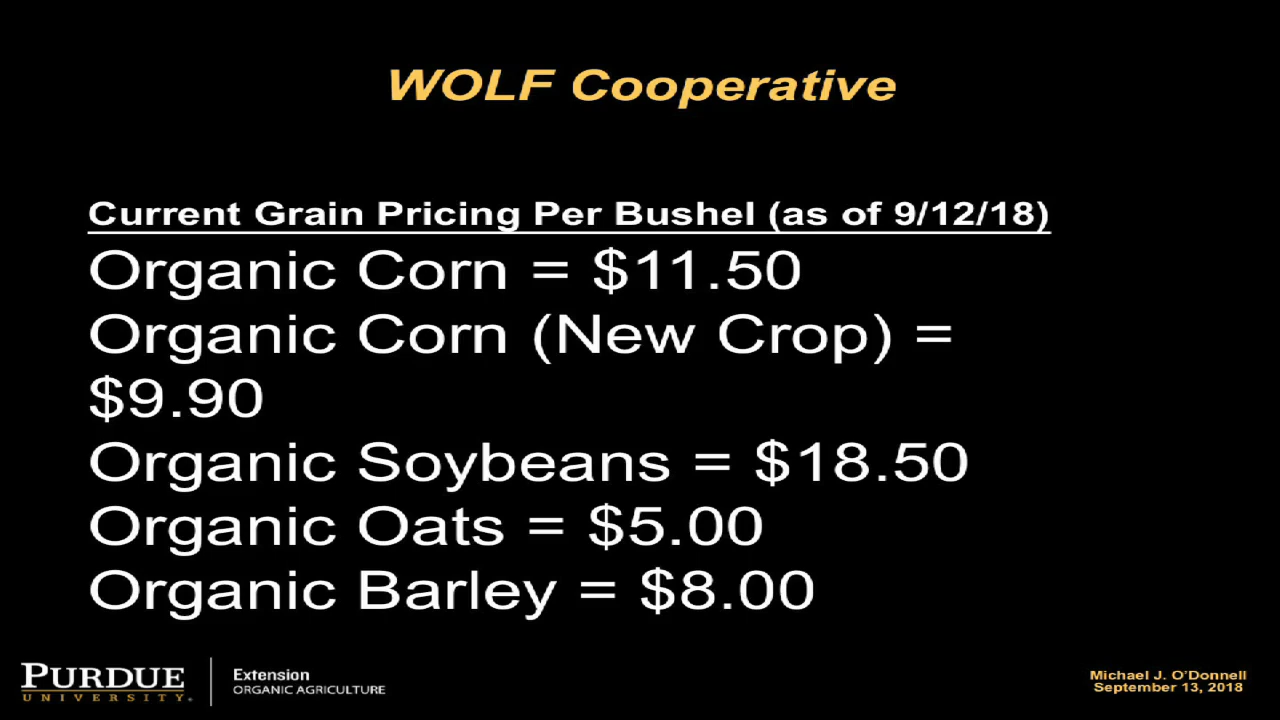 WOLF Cooperative
Current Grain Pricing Per Bushel (as of 9/12/18)
Organic Corn = $11.50
Organic Corn (New Crop) =
$9.90
Organic Soybeans = $18.50
Organic Oats = $5.00
Organic Barley = $8.00
PURDUE
UNIVERSITY.
Extension
ORGANIC AGRICULTURE
Michael J. O'Donnell
September 13, 2018